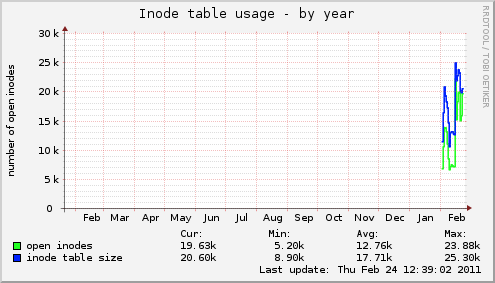 Inode table usage - by year
RRDTOOL / TOBI OETIKER
number of open inodes
30 k
25 k
20 k
15 k
10 k
5 k
0
Feb Mar Apr May Jun Jul Aug Sep Oct Nov Dec Jan Feb
Cur: Min: Avg: Max:
open inodes 19.63k 5.20k 12.76k 23.88k
inode table size 20.60k 8.90k 17.71k 25.30k
Last update: Thu Feb 24 12:39:02 2011